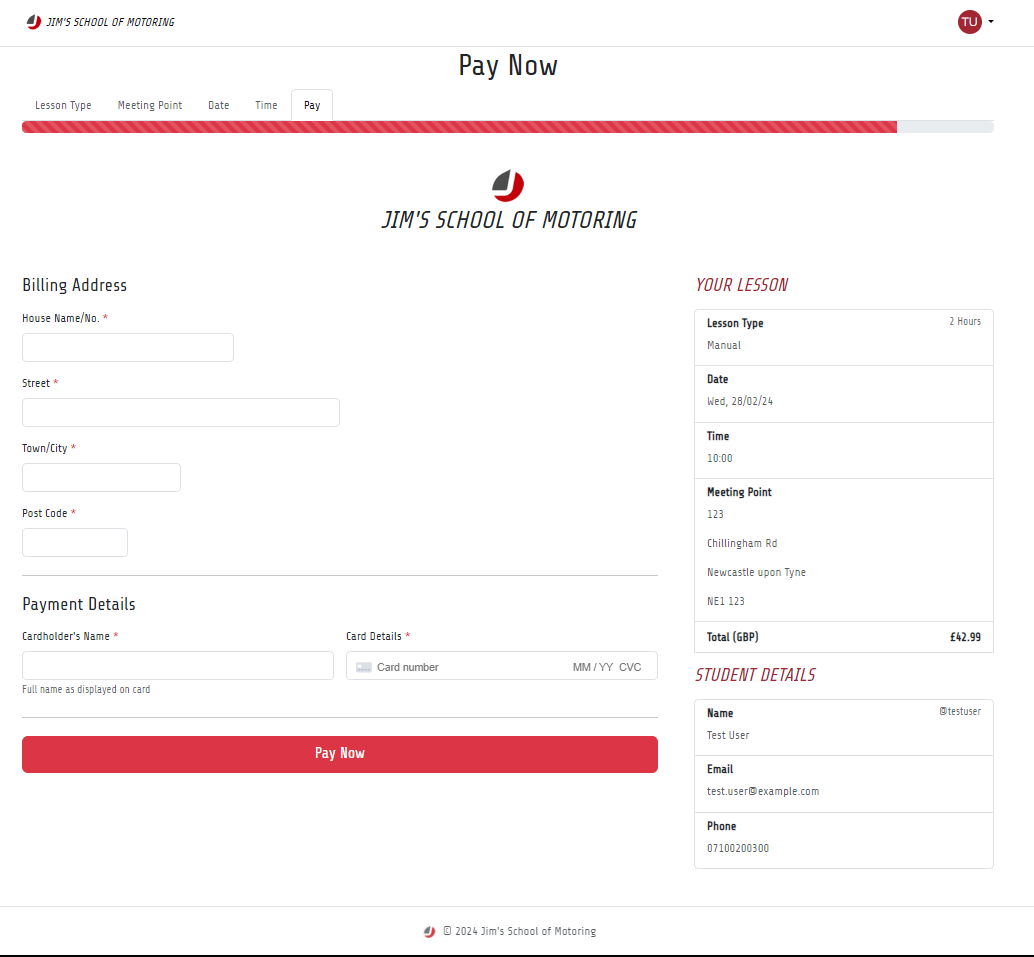 JIM'S SCHOOL OF MOTORING
TU
Pay Now
Lesson Type Meeting Point Date Time Pay
JIM'S SCHOOL OF MOTORING
Billing Address
House Name/No. *
Street *
Town/City *
Post Code *
Payment Details
Cardholder's Name * Card Details *
Card number MM / YY CVC
Full name as displayed on card
Pay Now
YOUR LESSON
Lesson Type 2 Hours
Manual
Date
Wed, 28/02/24
Time
10:00
Meeting Point
123
Chillingham Rd
Newcastle upon Tyne
NE1 123
Total (GBP) £42.99
STUDENT DETAILS
Name @testuser
Test User
Email
test.user@example.com
Phone
07100200300
© 2024 Jim's School of Motoring